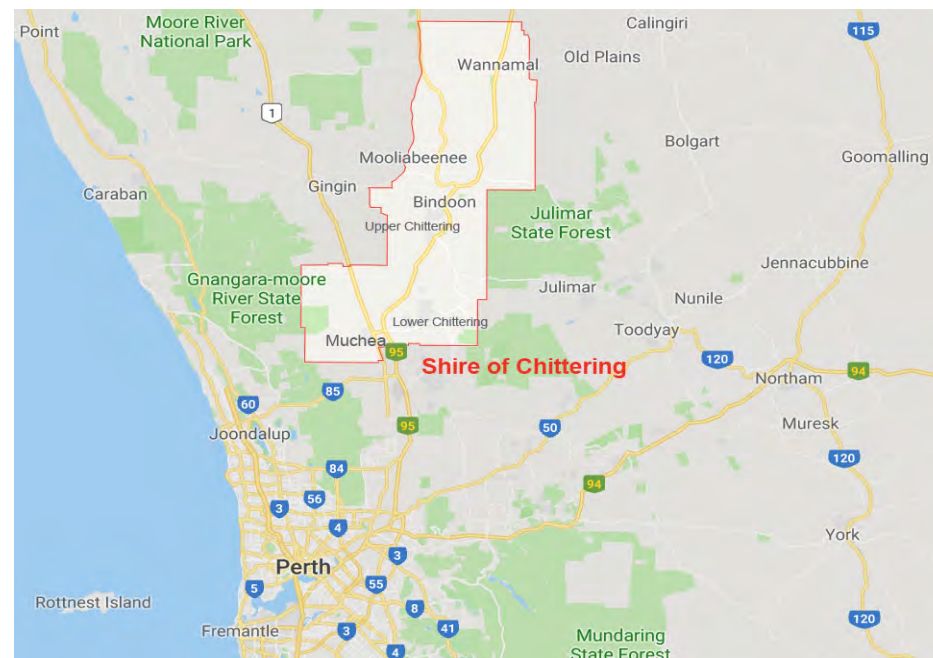 Moore River
National Park
Calingiri
Point
115
Old Plains
Wannamal
1
Bolgart
Goomalling
Mooliabeenee
Gingin
Caraban
Bindoon
Julimar
State Forest
Upper Chittering
Jennacubbine
Gnangara-moore
River State
Forest
Julimar
Nunile
Lower Chittering
Toodyay
Muchea
95
120
Shire of Chittering
94
Northam
85
60
95
Muresk
50
Joondalup
120
84
94
56
3
4
York
3
Perth
55
5
Rottnest Island
8
120
Fremantle
3
41
Mundaring
State Forest
4